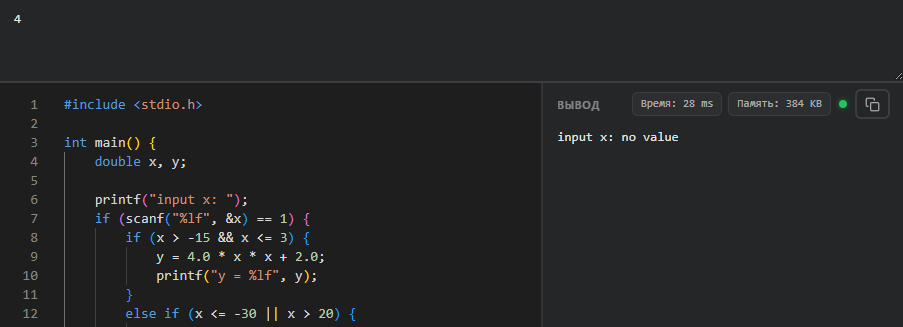 4
1 #include <stdio.h>
2
3 int main() {
4     double x, y;
5
6     printf("input x: ");
7     if (scanf("%lf", &x) == 1) {
8         if (x > -15 && x <= 3) {
9             y = 4.0 * x * x + 2.0;
10             printf("y = %lf", y);
11         }
12         else if (x <= -30 || x > 20) {
ВЫВОД
Время: 28 ms
Память: 384 KB
input x: no value